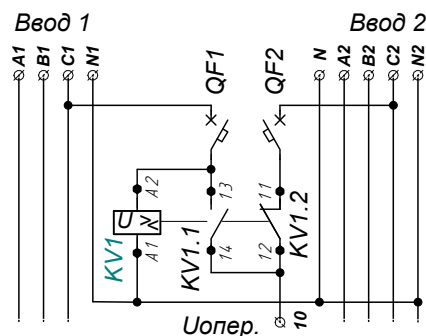 Ввод 1
Ввод 2
A1
B1
C1
N1
QF1
QF2
N
A2
B2
C2
N2
A2
13
11
U
KV1
A1
KV1.1
14
12
KV1.2
Uопер.
10